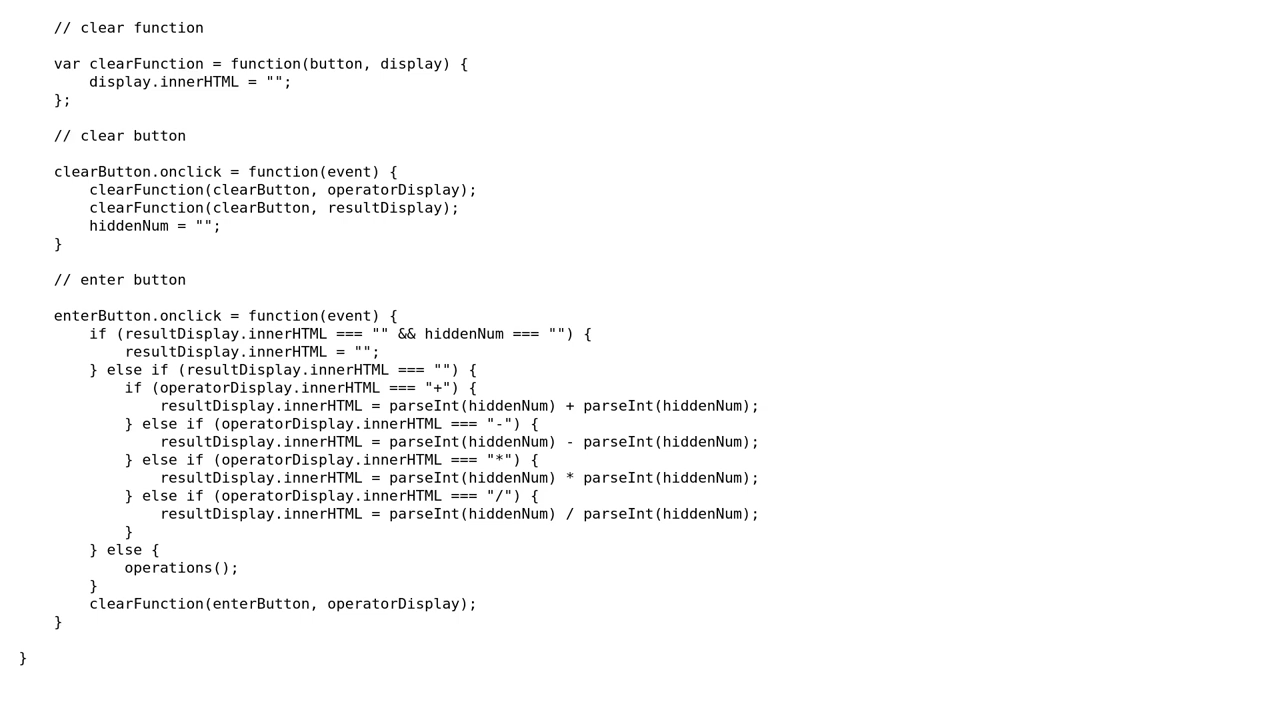 // clear function
var clearFunction = function(button, display) {
display.innerHTML = "";
};
// clear button
clearButton.onclick = function(event) {
clearFunction(clearButton, operatorDisplay);
clearFunction(clearButton, resultDisplay);
hiddenNum = "";
}
// enter button
enterButton.onclick = function(event) {
if (resultDisplay.innerHTML === "" && hiddenNum === "") {
resultDisplay.innerHTML = "";
} else if (resultDisplay.innerHTML === "") {
if (operatorDisplay.innerHTML === "+") {
resultDisplay.innerHTML = parseInt(hiddenNum) + parseInt(hiddenNum);
} else if (operatorDisplay.innerHTML === "-") {
resultDisplay.innerHTML = parseInt(hiddenNum) - parseInt(hiddenNum);
} else if (operatorDisplay.innerHTML === "*") {
resultDisplay.innerHTML = parseInt(hiddenNum) * parseInt(hiddenNum);
} else if (operatorDisplay.innerHTML === "/") {
resultDisplay.innerHTML = parseInt(hiddenNum) / parseInt(hiddenNum);
}
} else {
operations();
}
clearFunction(enterButton, operatorDisplay);
}
}